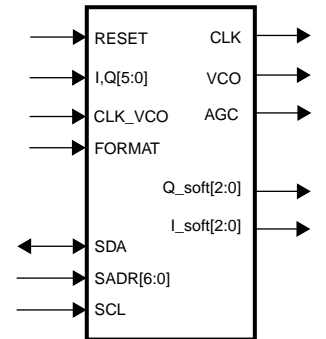 RESET
CLK
I,Q[5:0]
VCO
CLK_VCO
AGC
FORMAT
Q_soft[2:0]
I_soft[2:0]
SDA
SADR[6:0]
SCL